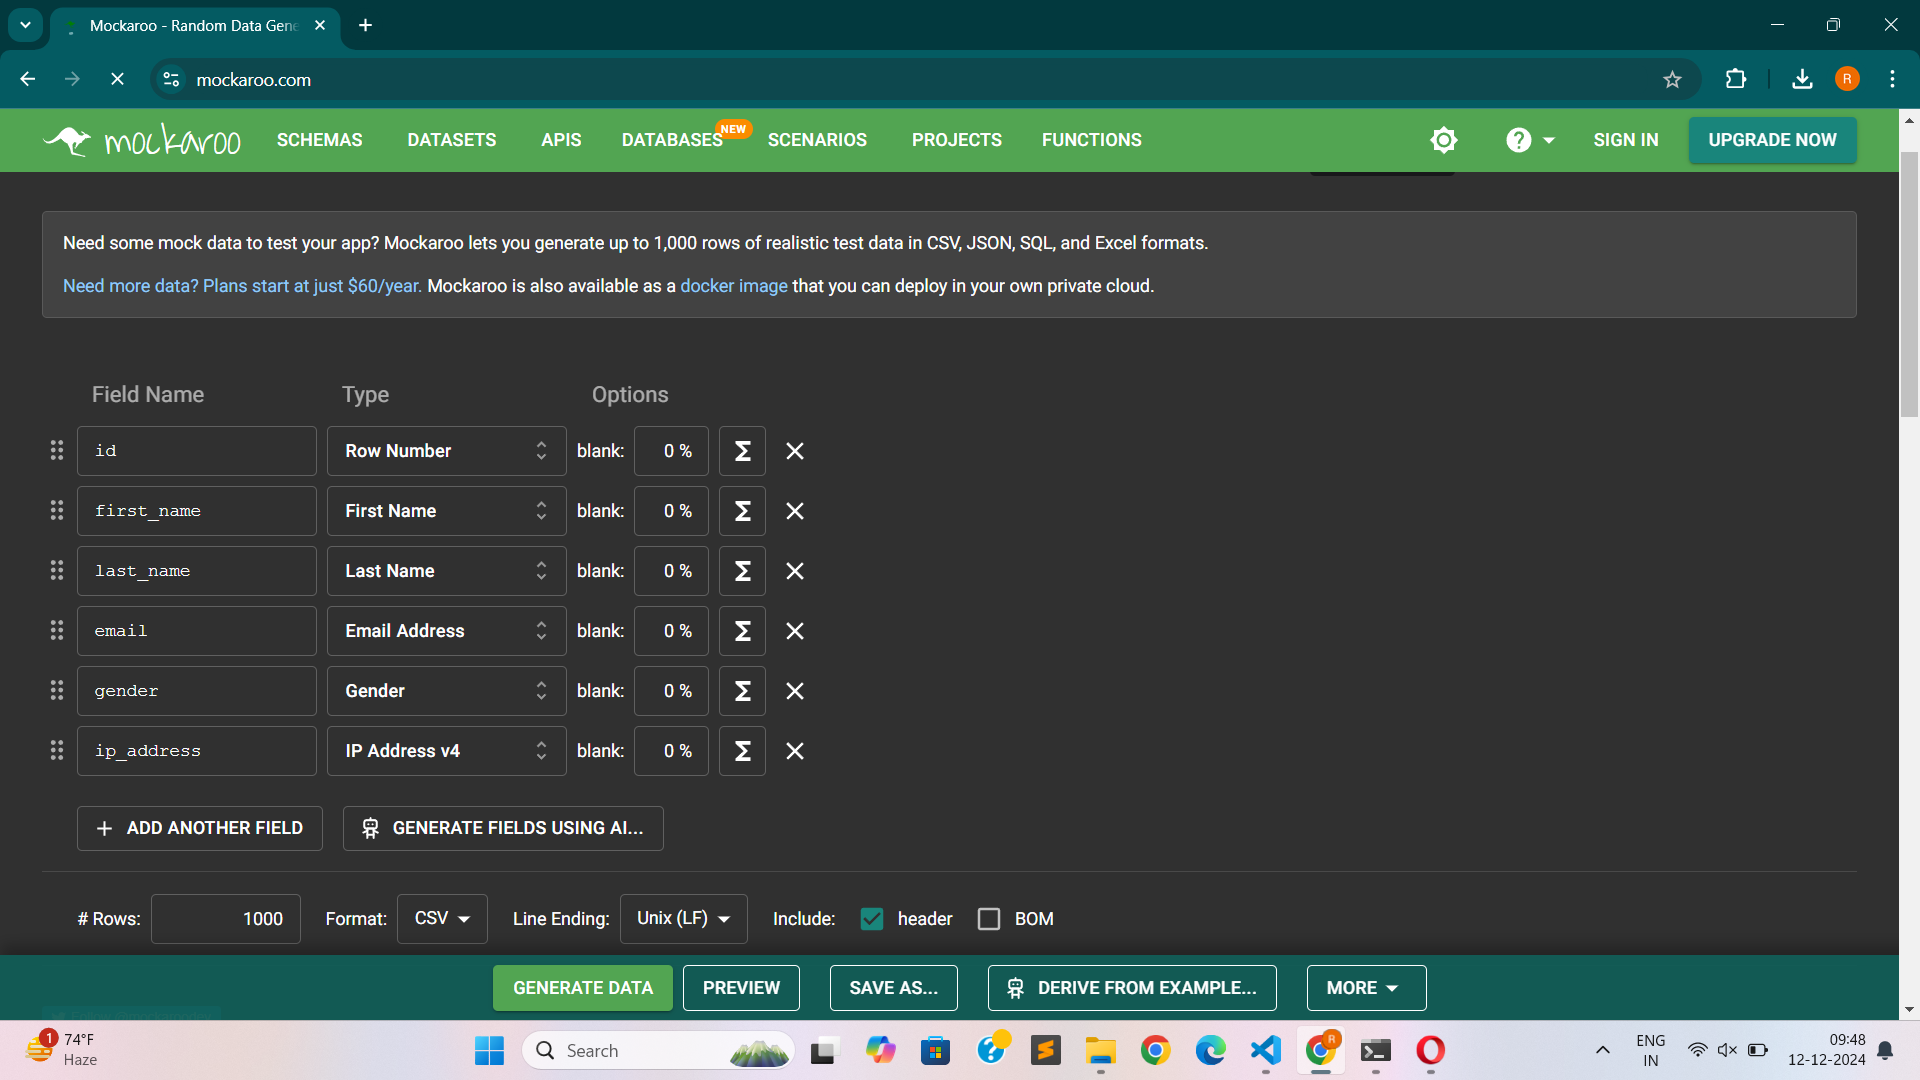 Mockaroo - Random Data Gene
mockaroo.com
R
mockaroo
SCHEMAS
DATASETS
APIS
DATABASES
NEW
SCENARIOS
PROJECTS
FUNCTIONS
SIGN IN
UPGRADE NOW
Need some mock data to test your app? Mockaroo lets you generate up to 1,000 rows of realistic test data in CSV, JSON, SQL, and Excel formats.
Need more data? Plans start at just $60/year. Mockaroo is also available as a docker image that you can deploy in your own private cloud.
Field Name Type Options
id Row Number blank: 0 % Σ
first_name First Name blank: 0 % Σ
last_name Last Name blank: 0 % Σ
email Email Address blank: 0 % Σ
gender Gender blank: 0 % Σ
ip_address IP Address v4 blank: 0 % Σ
+ ADD ANOTHER FIELD
GENERATE FIELDS USING AI...
# Rows: 1000 Format: CSV Line Ending: Unix (LF) Include: header BOM
GENERATE DATA
PREVIEW
SAVE AS...
DERIVE FROM EXAMPLE...
MORE
1
74°F
Haze
Search
R
ENG
IN
09:48
12-12-2024